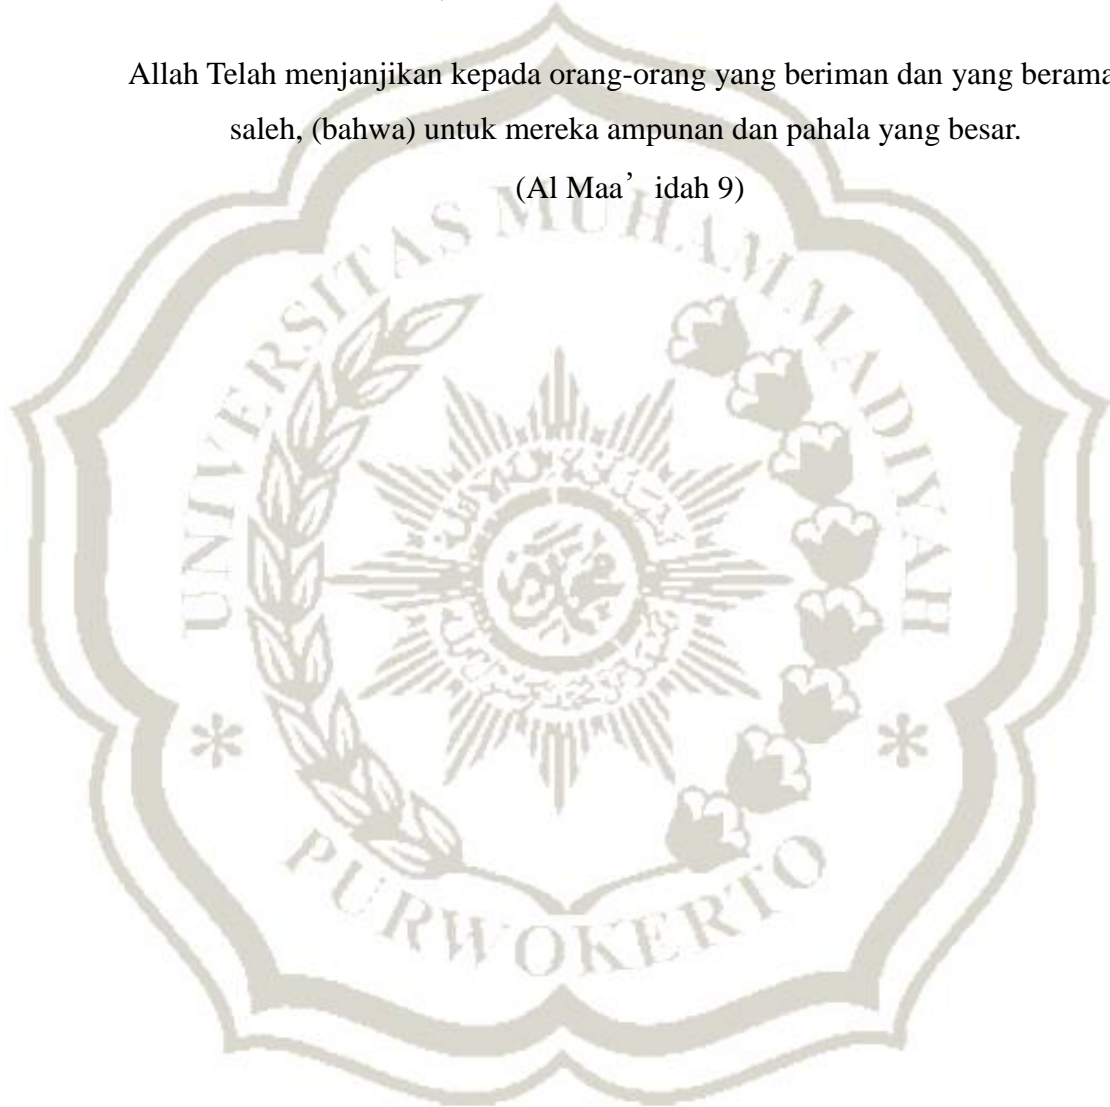 Allah Telah menjanjikan kepada orang-orang yang beriman dan yang
saleh, (bahwa) untuk mereka ampunan dan pahala yang besar.
(Al Maa’ idah 9)
UNIVERSITAS MUHAMMADIYAH
PURWOKERTO